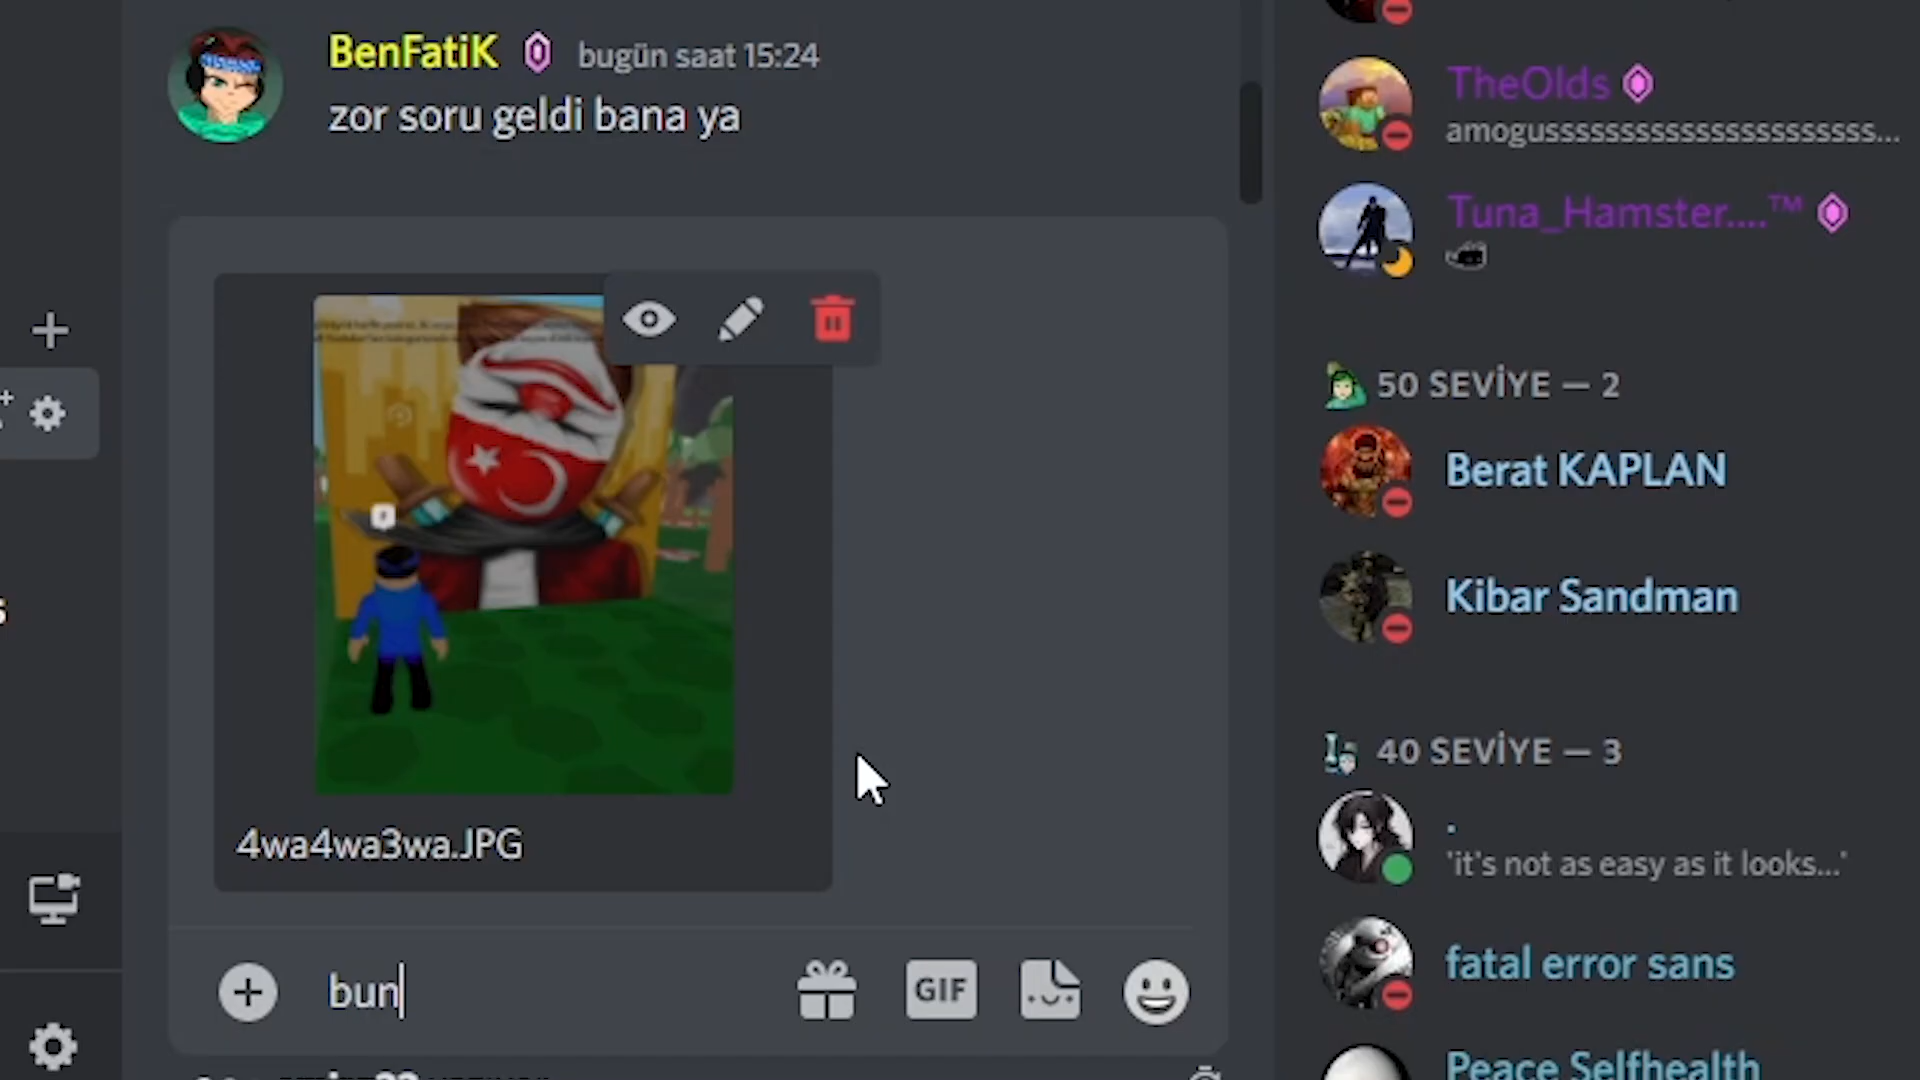 BenFatiK bugün saat 15:24
zor soru geldi bana ya
4wa4wa3wa.JPG
bun
GIF
TheOlds
amogusssssssssssssssssssssss...
Tuna_Hamster....™
50 SEVİYE — 2
Berat KAPLAN
Kibar Sandman
40 SEVİYE — 3
.
'it's not as easy as it looks...'
fatal error sans
Peace Selfhealth